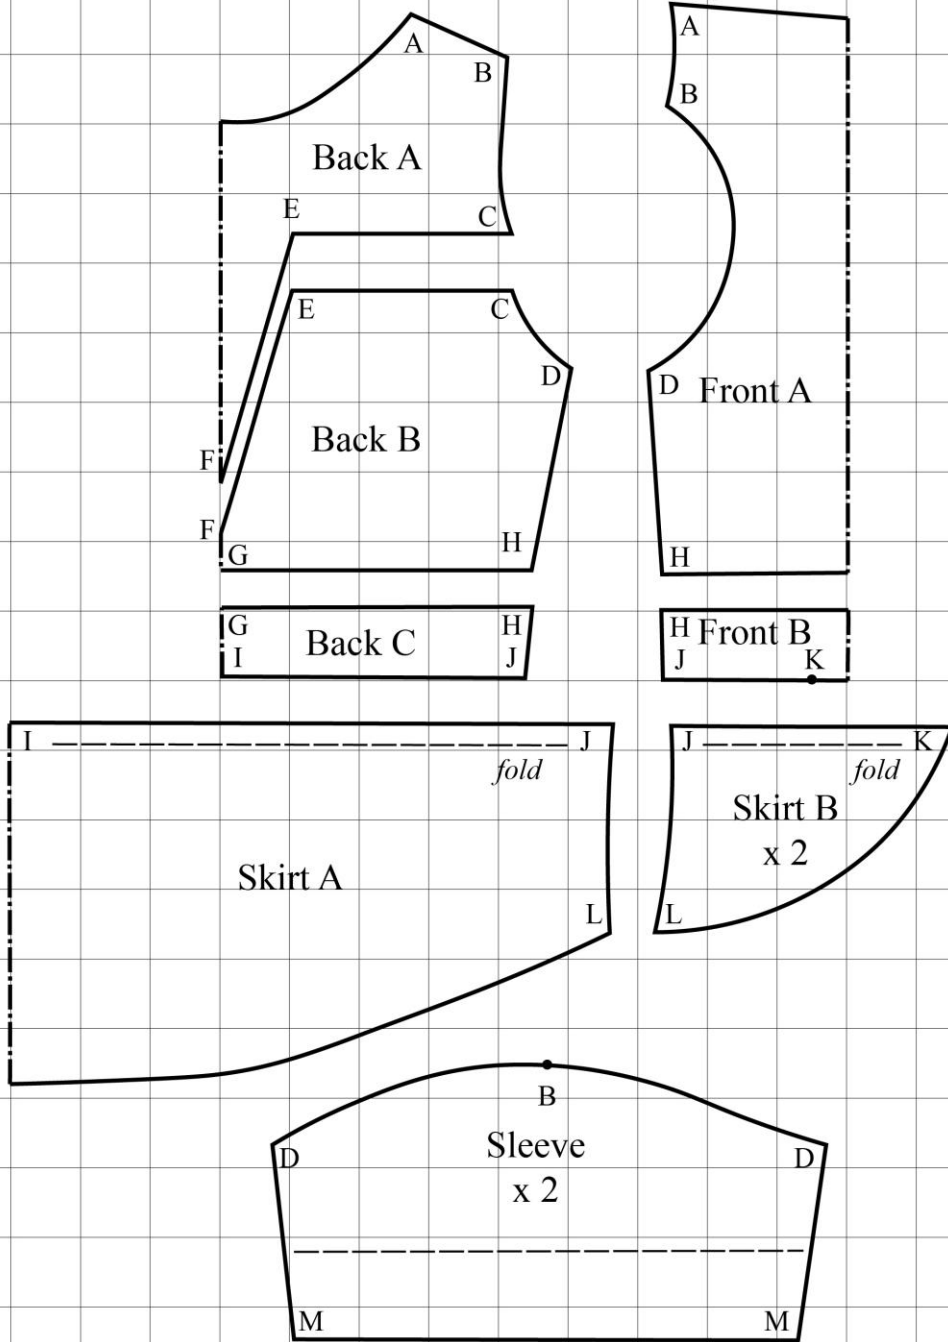 A
B
Back A
E
C
F
A
B
D
Front A
H
E
C
D
Back B
F
G
H
G
H
Back C
I
J
H
Front B
J
K
I
J
fold
Skirt A
L
J
K
fold
Skirt B
x 2
L
B
D
Sleeve
D
x 2
M
M